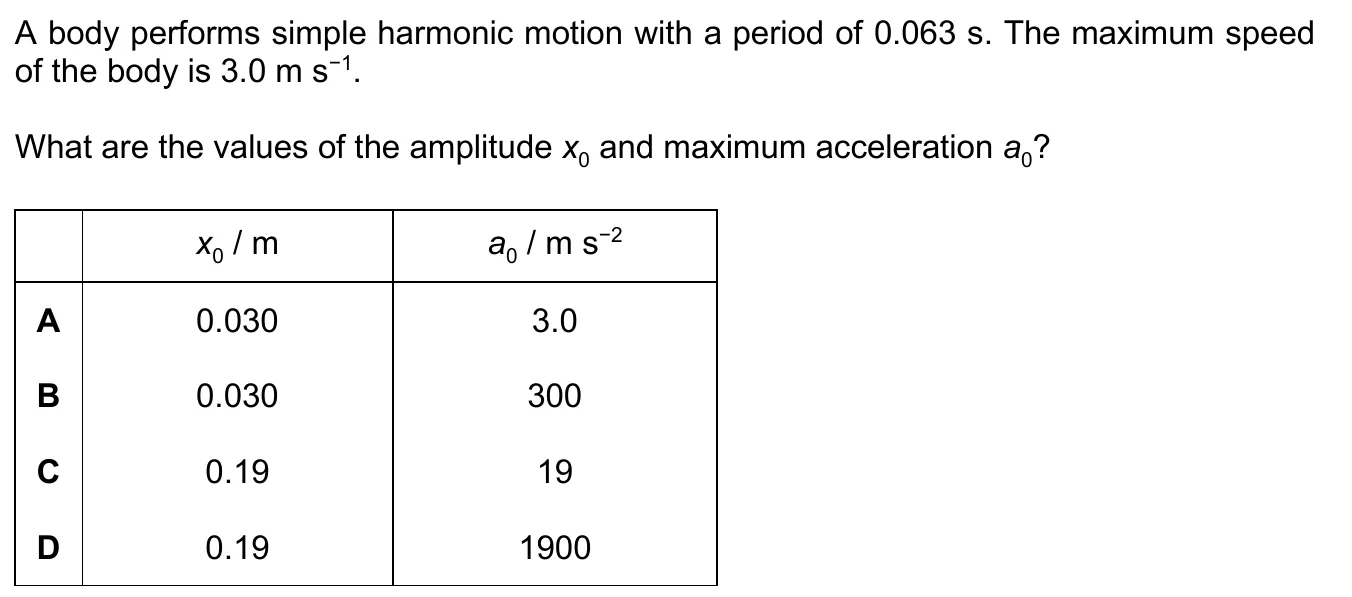 A body performs simple harmonic motion with a period of 0.063 s. The maximum speed
of the body is 3.0 m s⁻¹.
What are the values of the amplitude x₀ and maximum acceleration a₀?
x₀ / m a₀ / m s⁻²
A 0.030 3.0
B 0.030 300
C 0.19 19
D 0.19 1900